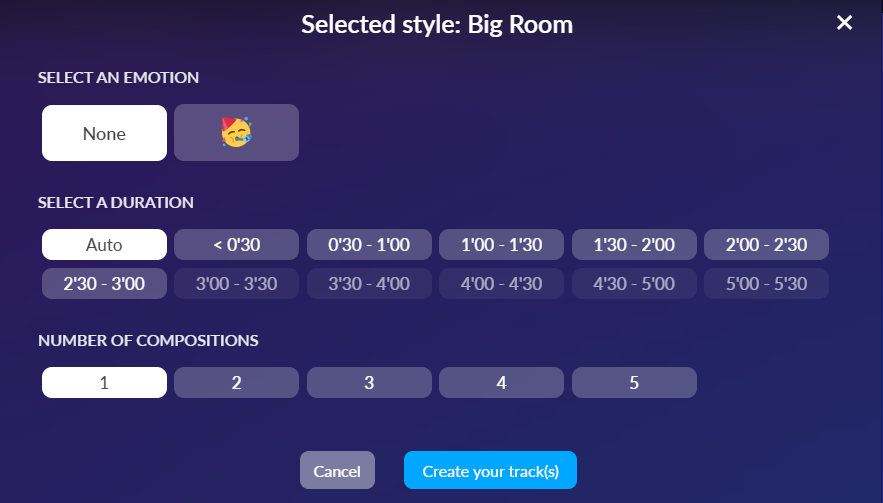 Selected style: Big Room
SELECT AN EMOTION
None
SELECT A DURATION
Auto < 0'30 0'30 - 1'00 1'00 - 1'30 1'30 - 2'00 2'00 - 2'30
2'30 - 3'00 3'00 - 3'30 3'30 - 4'00 4'00 - 4'30 4'30 - 5'00 5'00 - 5'30
NUMBER OF COMPOSITIONS
1 2 3 4 5
Cancel Create your track(s)